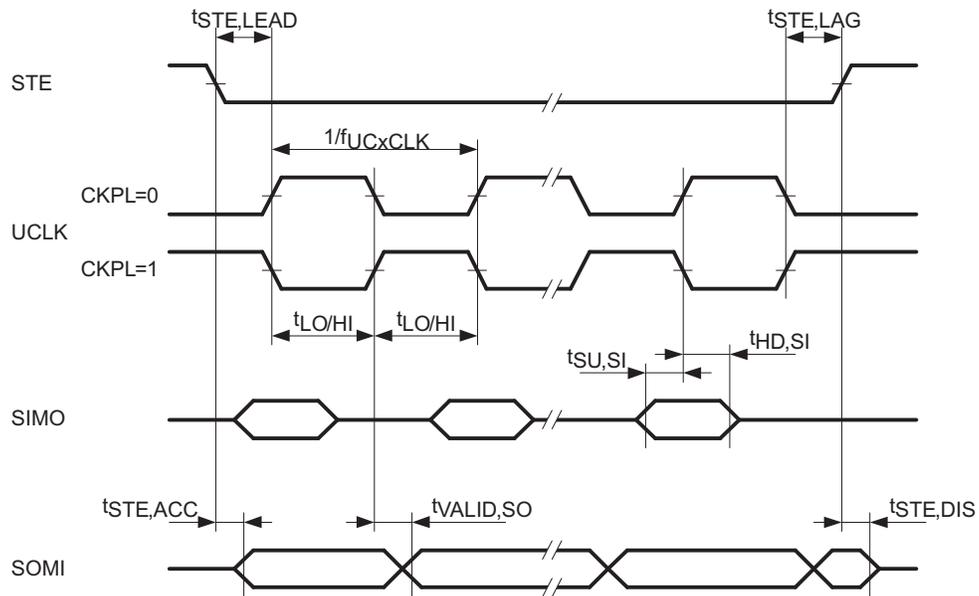 tSTE,LEAD
tSTE,LAG
STE
1/fUCxCLK
CKPL=0
UCLK
CKPL=1
tLO/HI
tLO/HI
tHD,SI
tSU,SI
SIMO
tSTE,ACC
tVALID,SO
tSTE,DIS
SOMI